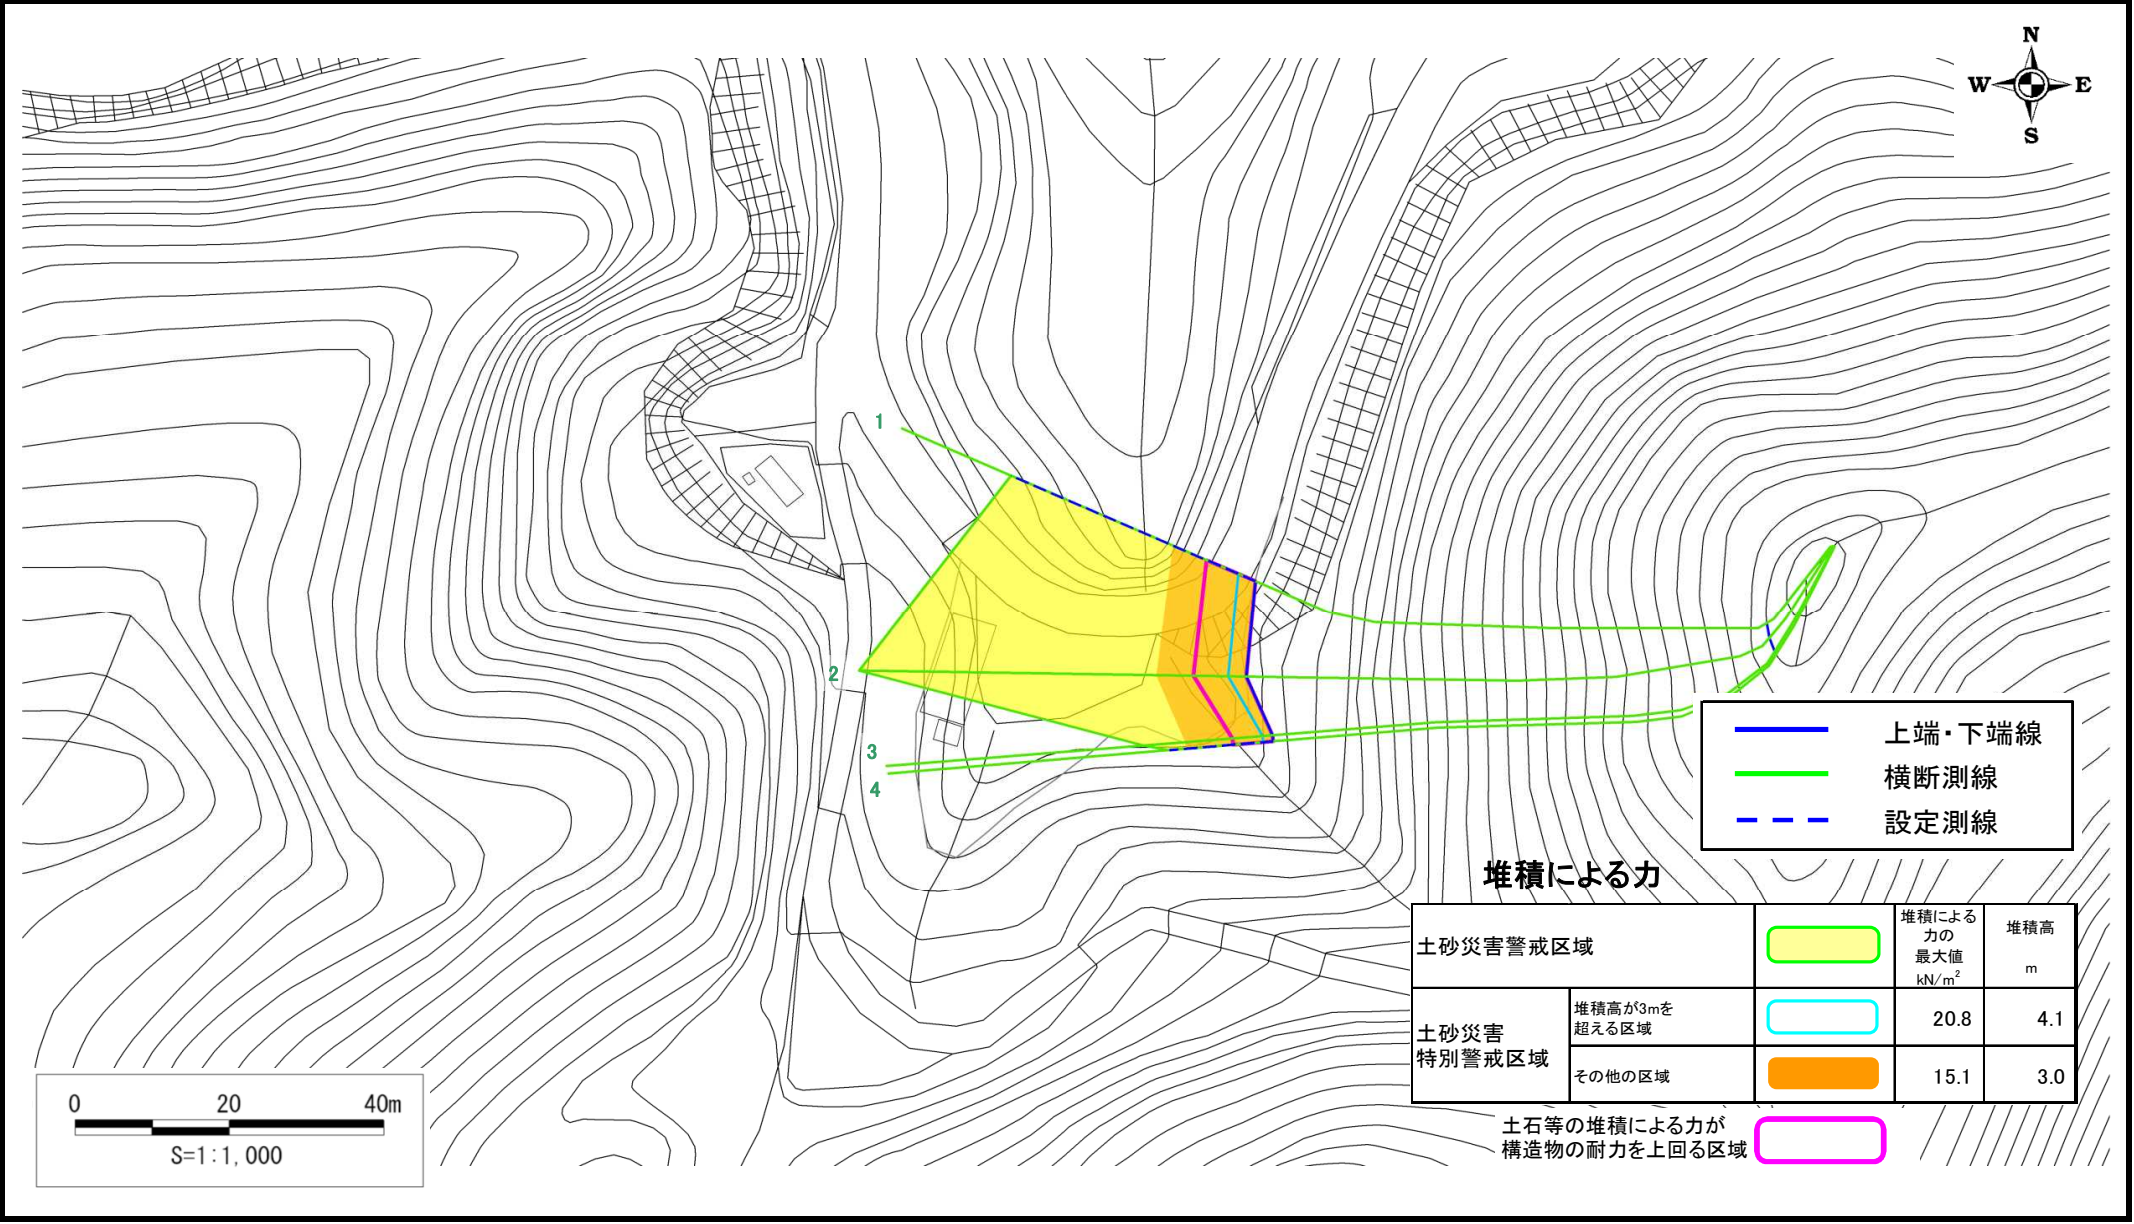 N
W E
S
1
2
3
4
上端・下端線
横断測線
設定測線
堆積による力
堆積による
力の
最大値
kN/m²
堆積高
m
土砂災害警戒区域
土砂災害
特別警戒区域
堆積高が3mを
超える区域
20.8
4.1
その他の区域
15.1
3.0
土石等の堆積による力が
構造物の耐力を上回る区域
0 20 40m
S=1:1,000